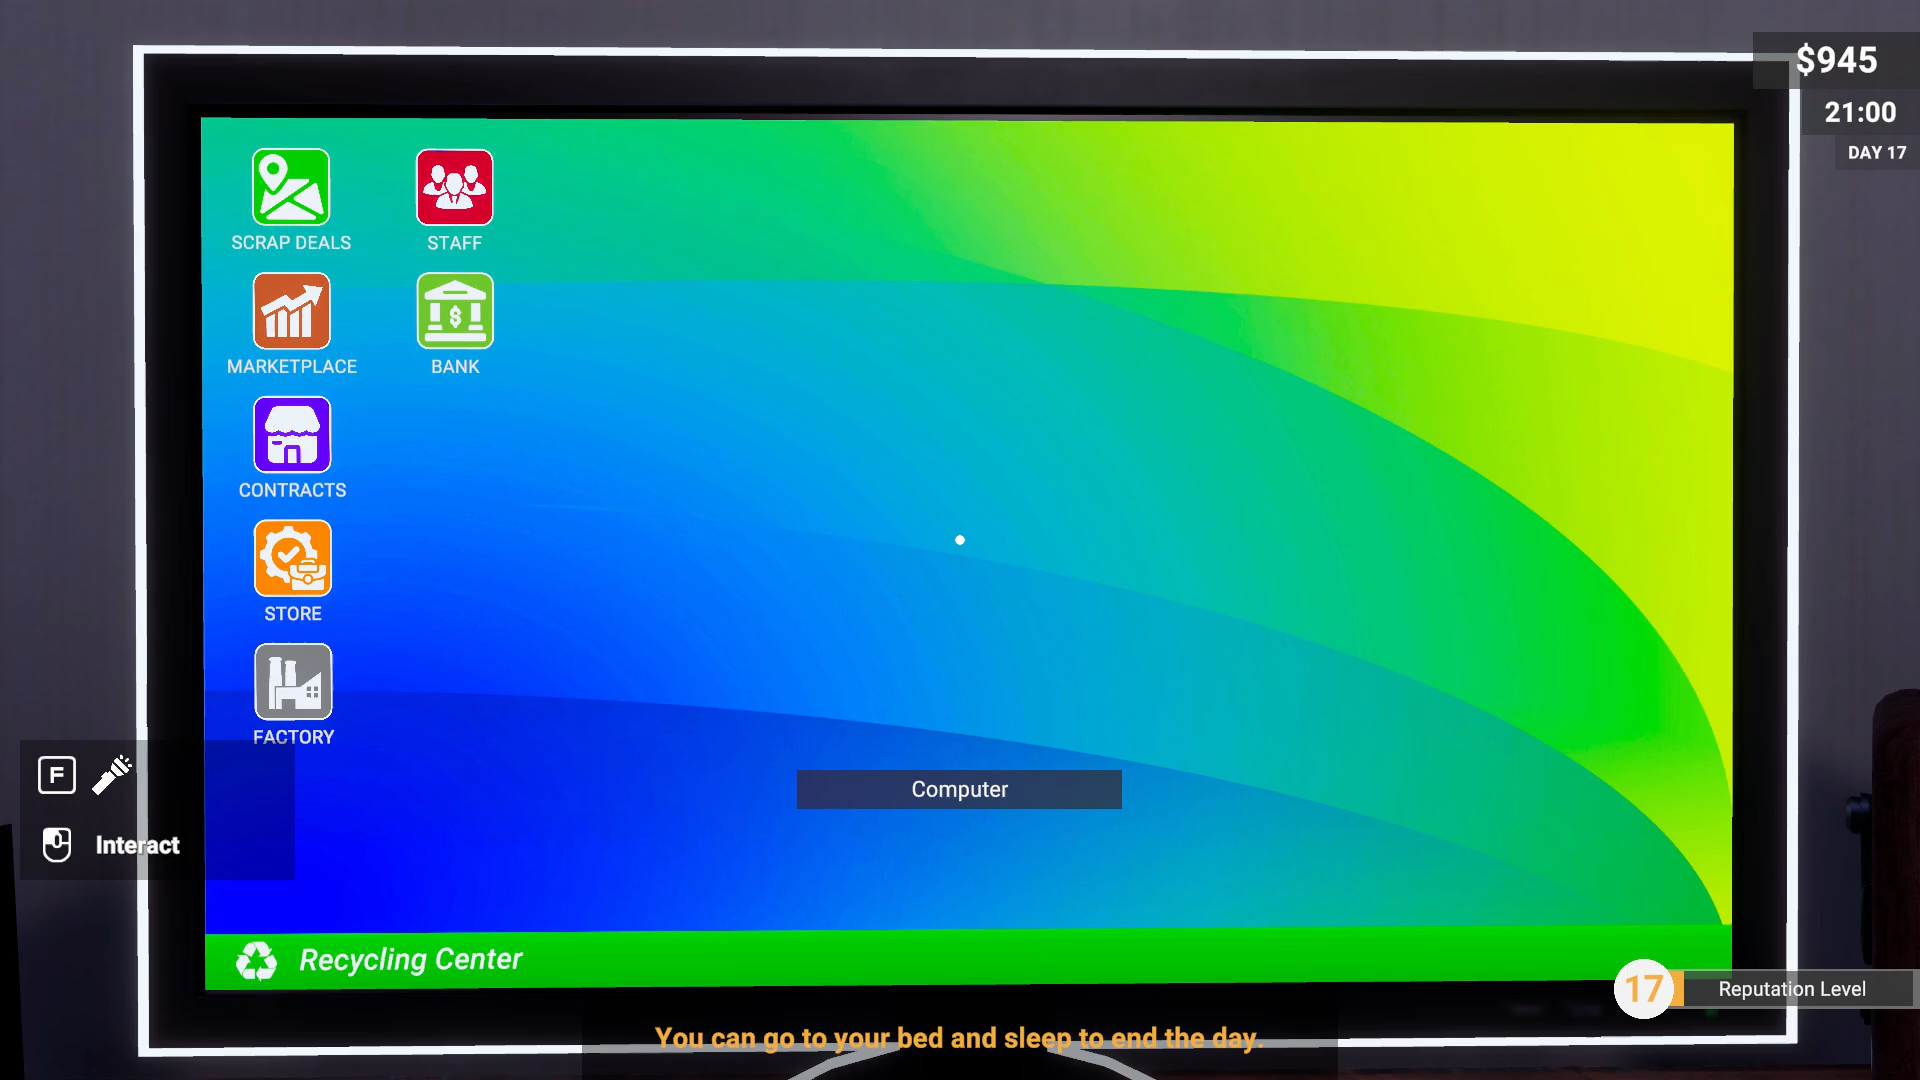 $945
21:00
DAY 17
SCRAP DEALS
STAFF
MARKETPLACE
BANK
CONTRACTS
STORE
FACTORY
F
Interact
Computer
Recycling Center
17
Reputation Level
You can go to your bed and sleep to end the day.